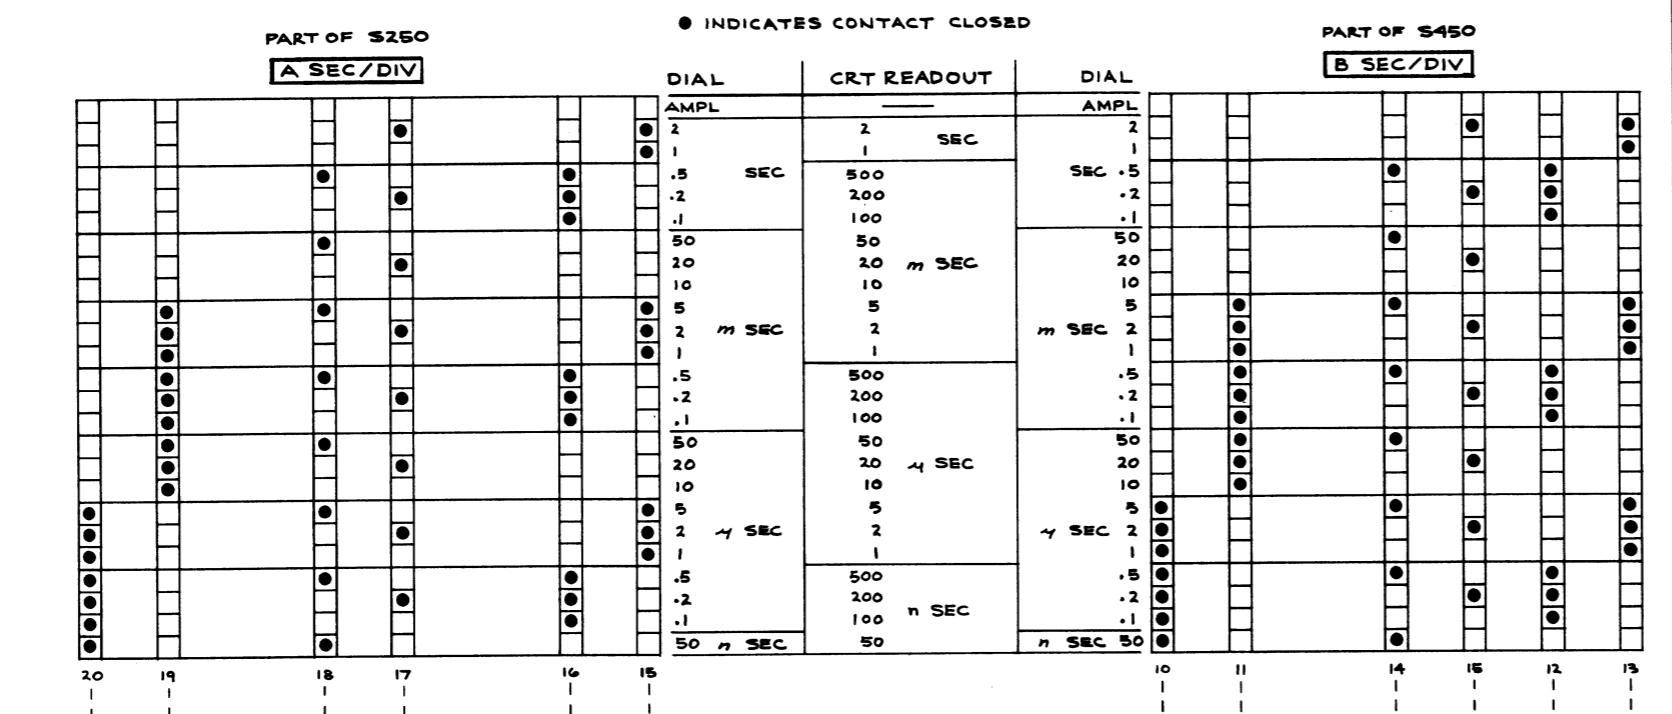 ● INDICATES CONTACT CLOSED
PART OF S250
A SEC/DIV
PART OF S450
B SEC/DIV
DIAL CRT READOUT DIAL
AMPL —— AMPL
2 2 SEC 2
1 1 1
.5 SEC 500 SEC .5
.2 200 .2
.1 100 .1
50 50 50
20 20 m SEC 20
10 10 10
5 5 5
2 m SEC 2 m SEC 2
1 1 1
.5 500 .5
.2 200 .2
.1 100 .1
50 50 50
20 20 μ SEC 20
10 10 10
5 5 5
2 μ SEC 2 μ SEC 2
1 1 1
.5 500 .5
.2 200 n SEC .2
.1 100 .1
50 n SEC 50 n SEC 50
20 19 18 17 16 15 10 11 14 15 12 13